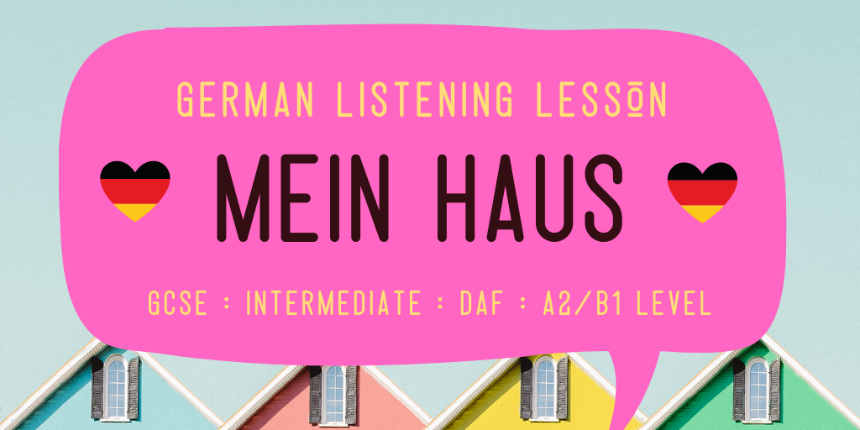 GERMAN LISTENING LESSON
MEIN HAUS
GCSE : INTERMEDIATE : DAF : A2/B1 LEVEL